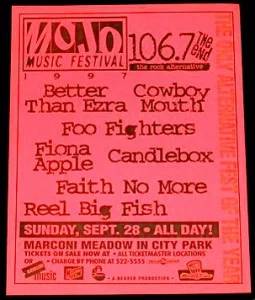 MOJO
MUSIC FESTIVAL
1997
106.7 THE END
the rock alternative
Better Than Ezra
Cowboy Mouth
Foo Fighters
Fiona Apple
Candlebox
Faith No More
Reel Big Fish
SUNDAY, SEPT. 28 • ALL DAY!
MARCONI MEADOW IN CITY PARK
TICKETS ON SALE NOW AT • ALL TICKETMASTER LOCATIONS
OR • CHARGE BY PHONE AT 522-5555
music
A BEAVER PRODUCTION
THE ONLY ALTERNATIVE FEST OF THE YEAR